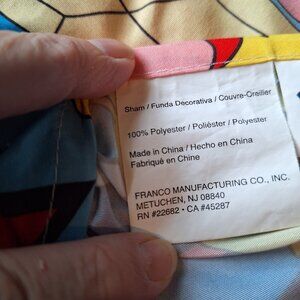 Sham / Funda Decorativa / Couvre-Oreiller
100% Polyester / Poliéster / Polyester
Made in China / Hecho en China
Fabriqué en Chine
FRANCO MANUFACTURING CO., INC.
METUCHEN, NJ 08840
RN #22682 • CA #45287